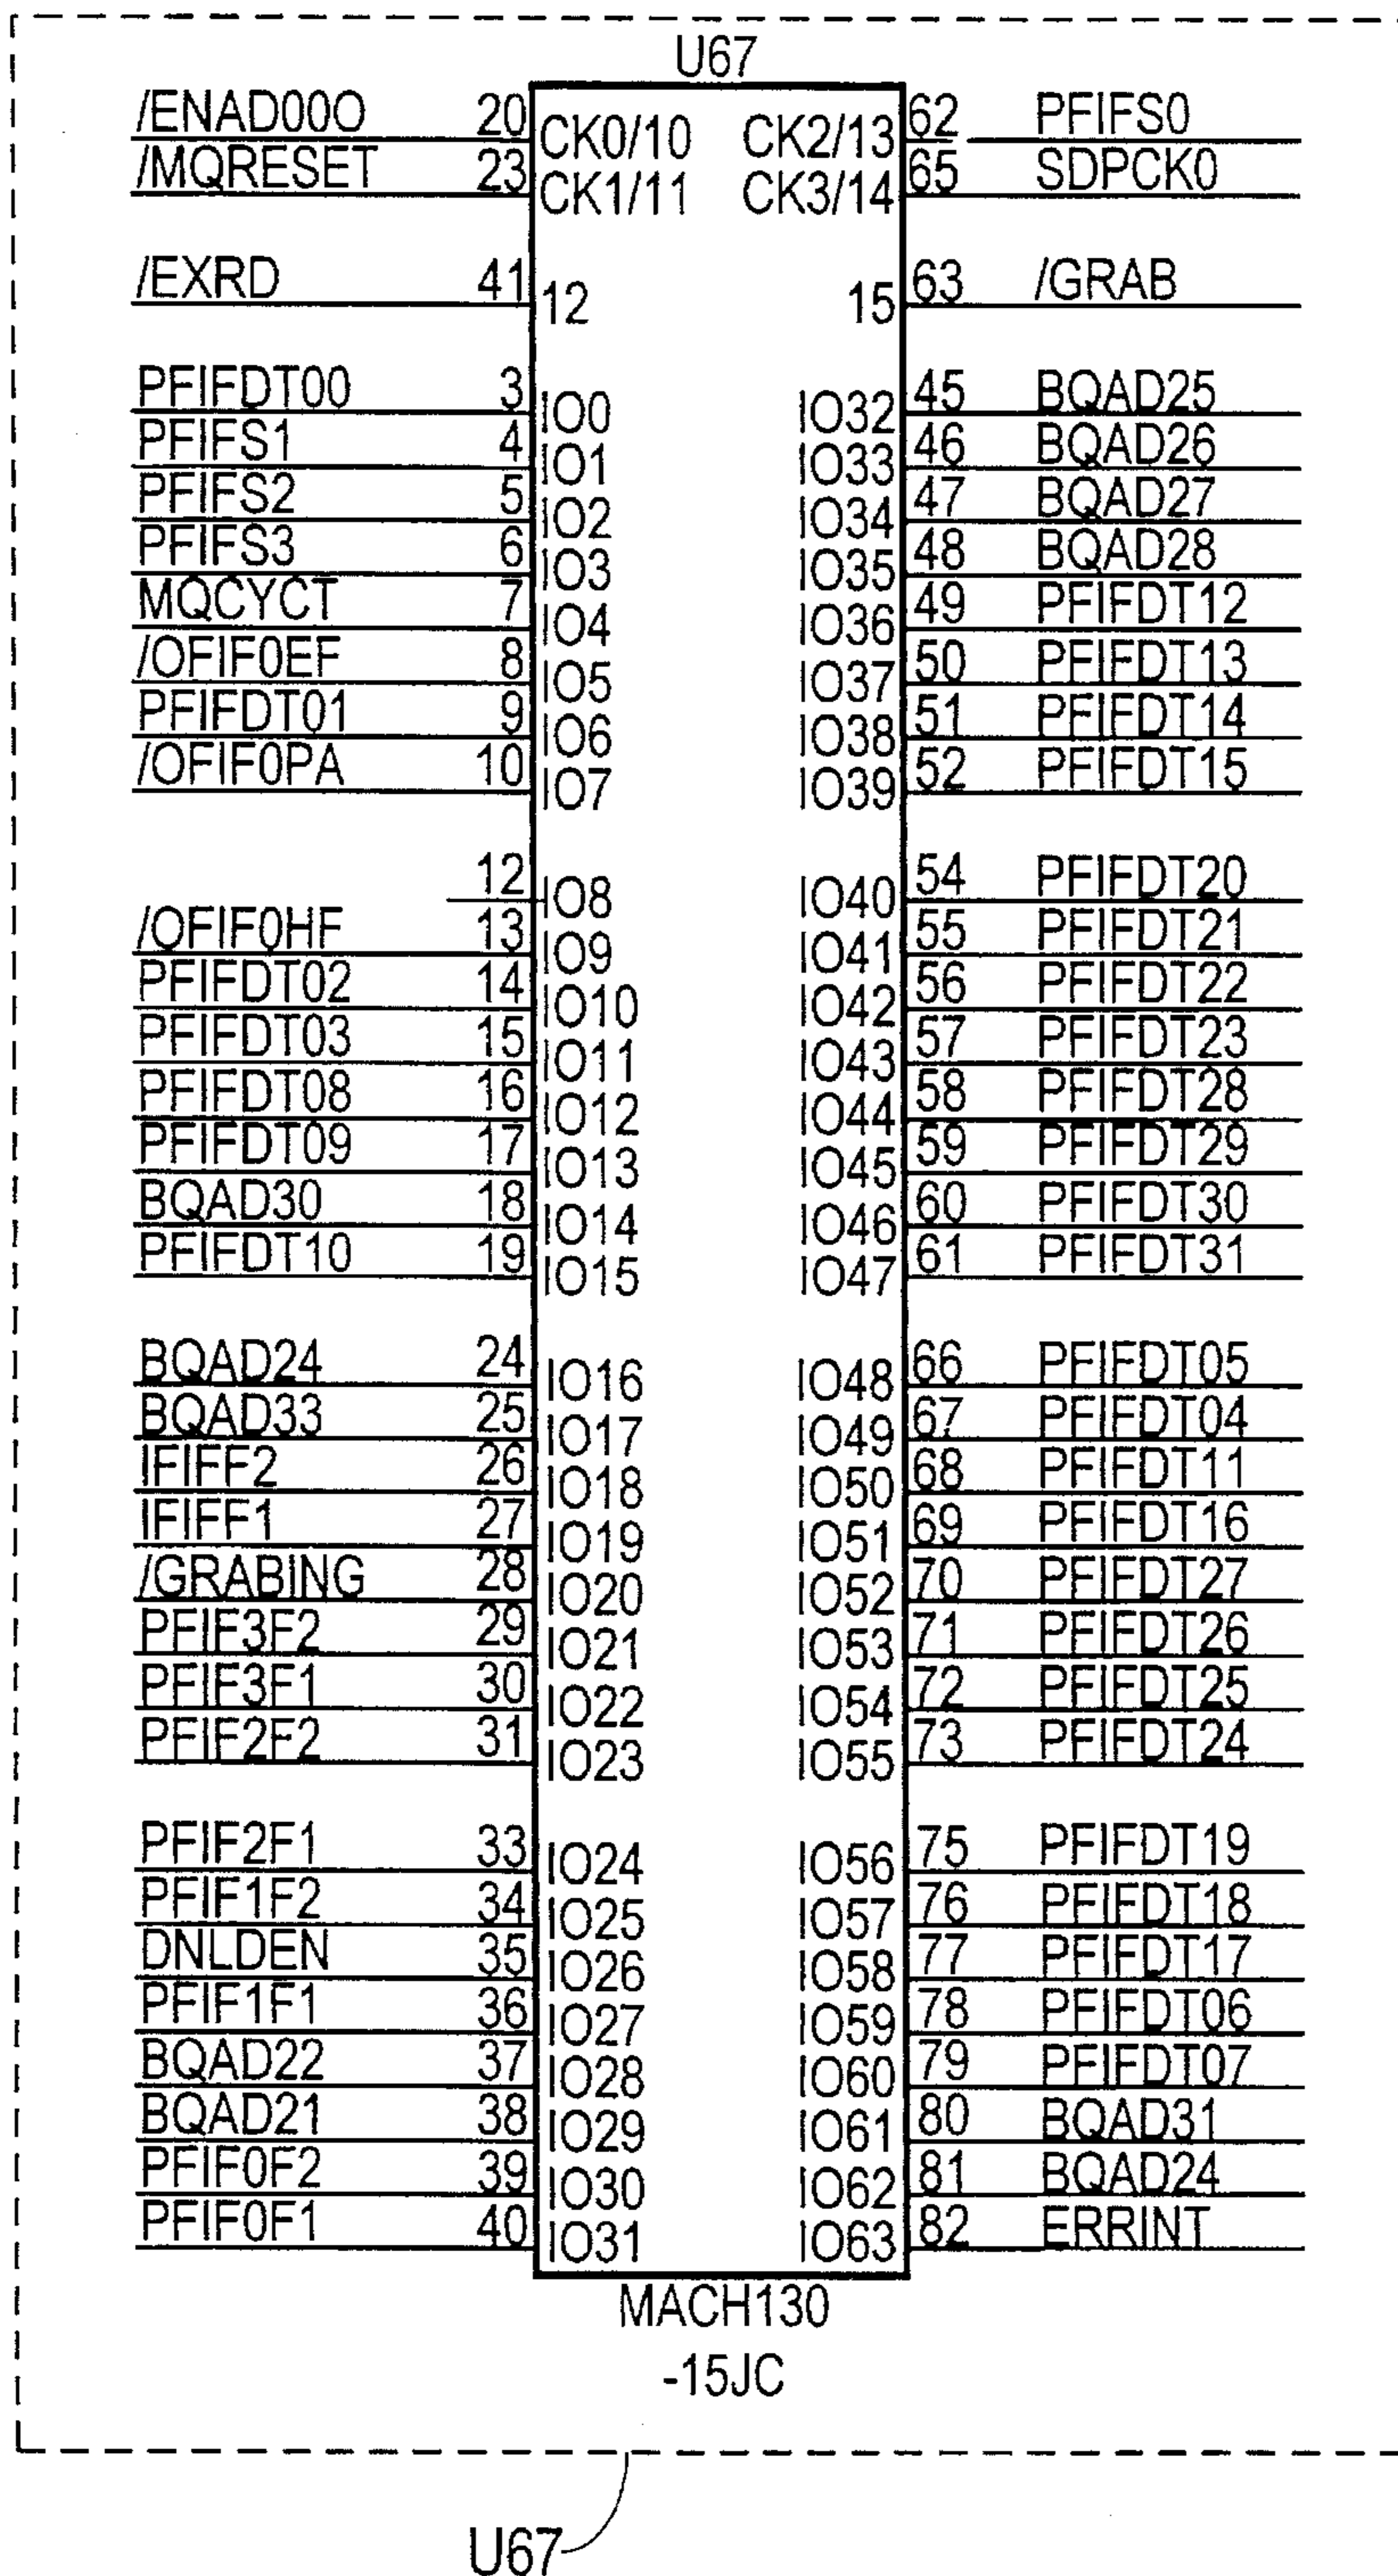 U67
/ENAD00O 20 CK0/10 CK2/13 62 PFIFS0
/MQRESET 23 CK1/11 CK3/14 65 SDPCK0
/EXRD 41 12 15 63 /GRAB
PFIFDT00 3 IO0 IO32 45 BQAD25
PFIFS1 4 IO1 IO33 46 BQAD26
PFIFS2 5 IO2 IO34 47 BQAD27
PFIFS3 6 IO3 IO35 48 BQAD28
MQCYCT 7 IO4 IO36 49 PFIFDT12
/OFIF0EF 8 IO5 IO37 50 PFIFDT13
PFIFDT01 9 IO6 IO38 51 PFIFDT14
/OFIF0PA 10 IO7 IO39 52 PFIFDT15
12 IO8 IO40 54 PFIFDT20
/OFIF0HF 13 IO9 IO41 55 PFIFDT21
PFIFDT02 14 IO10 IO42 56 PFIFDT22
PFIFDT03 15 IO11 IO43 57 PFIFDT23
PFIFDT08 16 IO12 IO44 58 PFIFDT28
PFIFDT09 17 IO13 IO45 59 PFIFDT29
BQAD30 18 IO14 IO46 60 PFIFDT30
PFIFDT10 19 IO15 IO47 61 PFIFDT31
BQAD24 24 IO16 IO48 66 PFIFDT05
BQAD33 25 IO17 IO49 67 PFIFDT04
IFIFF2 26 IO18 IO50 68 PFIFDT11
IFIFF1 27 IO19 IO51 69 PFIFDT16
/GRABING 28 IO20 IO52 70 PFIFDT27
PFIF3F2 29 IO21 IO53 71 PFIFDT26
PFIF3F1 30 IO22 IO54 72 PFIFDT25
PFIF2F2 31 IO23 IO55 73 PFIFDT24
PFIF2F1 33 IO24 IO56 75 PFIFDT19
PFIF1F2 34 IO25 IO57 76 PFIFDT18
DNLDEN 35 IO26 IO58 77 PFIFDT17
PFIF1F1 36 IO27 IO59 78 PFIFDT06
BQAD22 37 IO28 IO60 79 PFIFDT07
BQAD21 38 IO29 IO61 80 BQAD31
PFIF0F2 39 IO30 IO62 81 BQAD24
PFIF0F1 40 IO31 IO63 82 ERRINT
MACH130
-15JC
U67